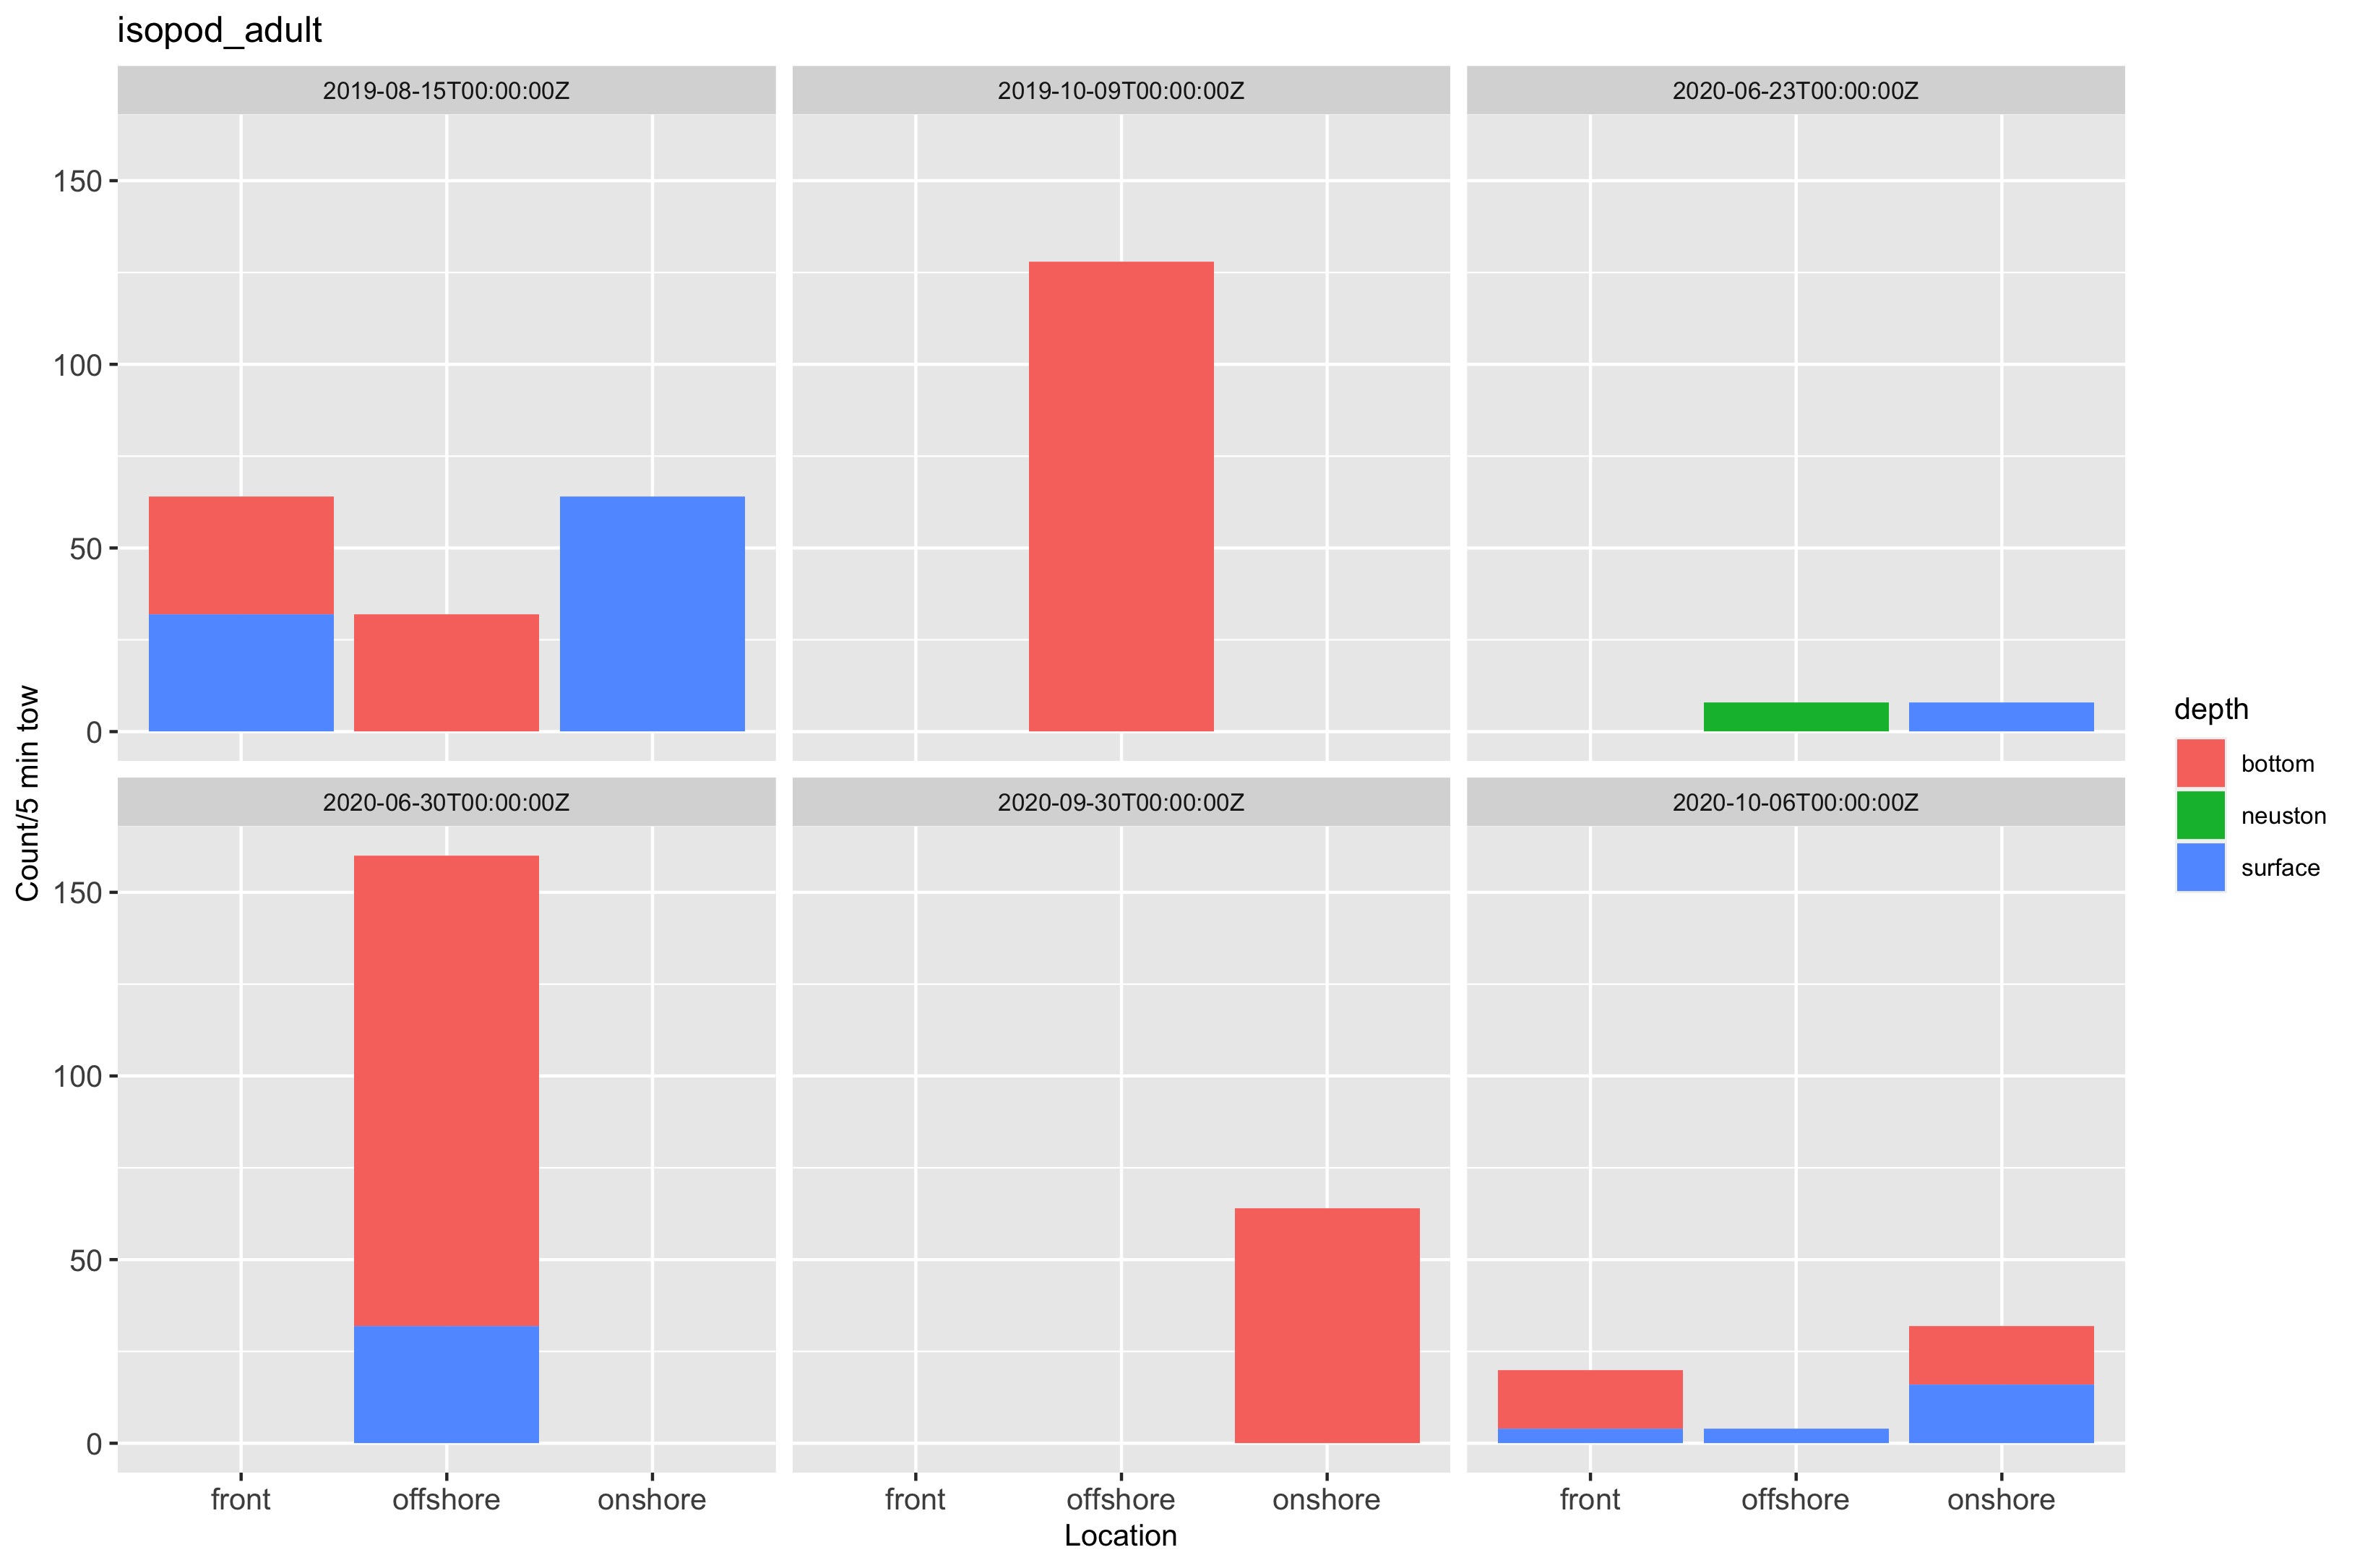 isopod_adult
2019-08-15T00:00:00Z
2019-10-09T00:00:00Z
2020-06-23T00:00:00Z
150
100
50
0
2020-06-30T00:00:00Z
2020-09-30T00:00:00Z
2020-10-06T00:00:00Z
150
100
50
0
front
offshore
onshore
front
offshore
onshore
front
offshore
onshore
Location
Count/5 min tow
depth
bottom
neuston
surface